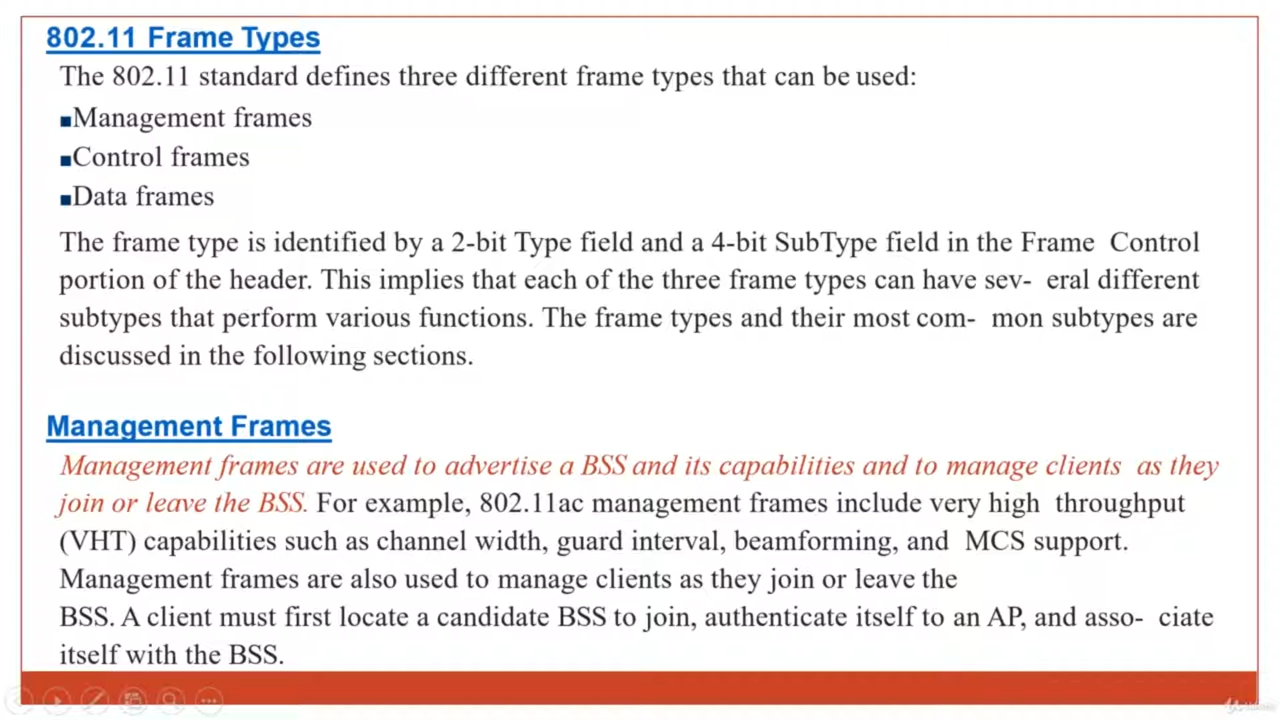 802.11 Frame Types
The 802.11 standard defines three different frame types that can be used:
■Management frames
■Control frames
■Data frames
The frame type is identified by a 2-bit Type field and a 4-bit SubType field in the Frame Control
portion of the header. This implies that each of the three frame types can have sev- eral different
subtypes that perform various functions. The frame types and their most com- mon subtypes are
discussed in the following sections.
Management Frames
Management frames are used to advertise a BSS and its capabilities and to manage clients as they
join or leave the BSS. For example, 802.11ac management frames include very high throughput
(VHT) capabilities such as channel width, guard interval, beamforming, and MCS support.
Management frames are also used to manage clients as they join or leave the
BSS. A client must first locate a candidate BSS to join, authenticate itself to an AP, and asso- ciate
itself with the BSS.